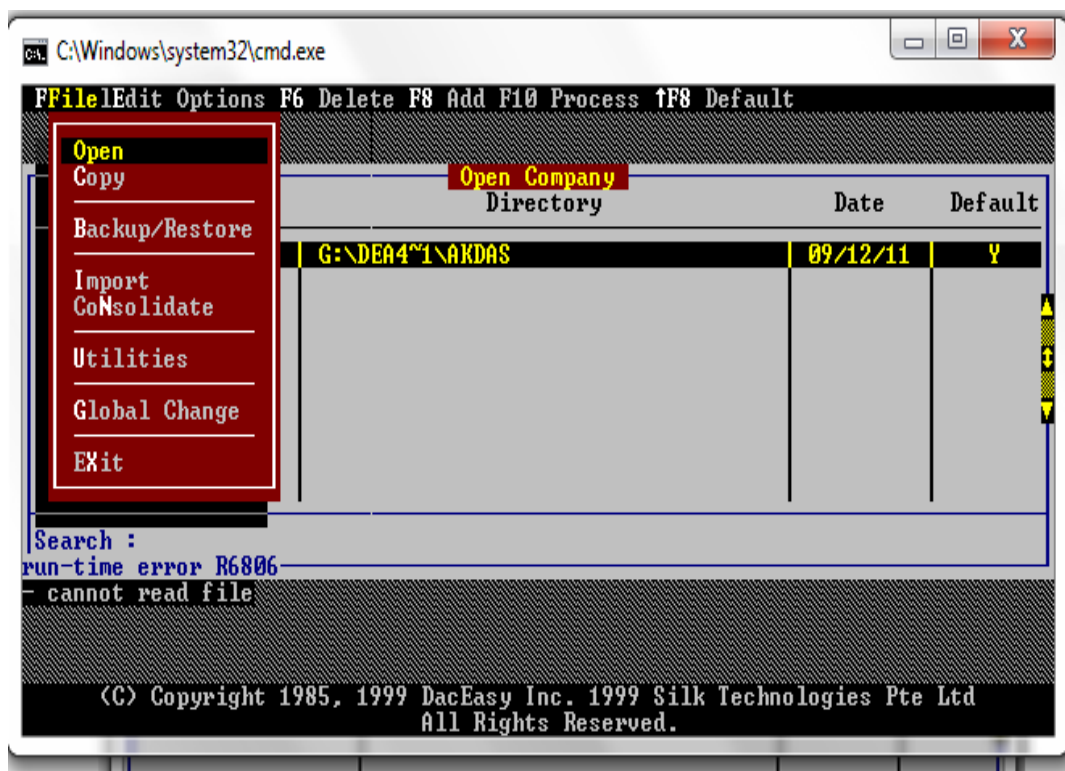 C:\Windows\system32\cmd.exe
FFilelEdit Options F6 Delete F8 Add F10 Process ↑F8 Default
Open
Copy
Backup/Restore
Import
CoNsolidate
Utilities
Global Change
EXit
Open Company
Directory Date Default
G:\DEA4~1\AKDAS 09/12/11 Y
Search :
run-time error R6806
- cannot read file
(C) Copyright 1985, 1999 DacEasy Inc. 1999 Silk Technologies Pte Ltd
All Rights Reserved.